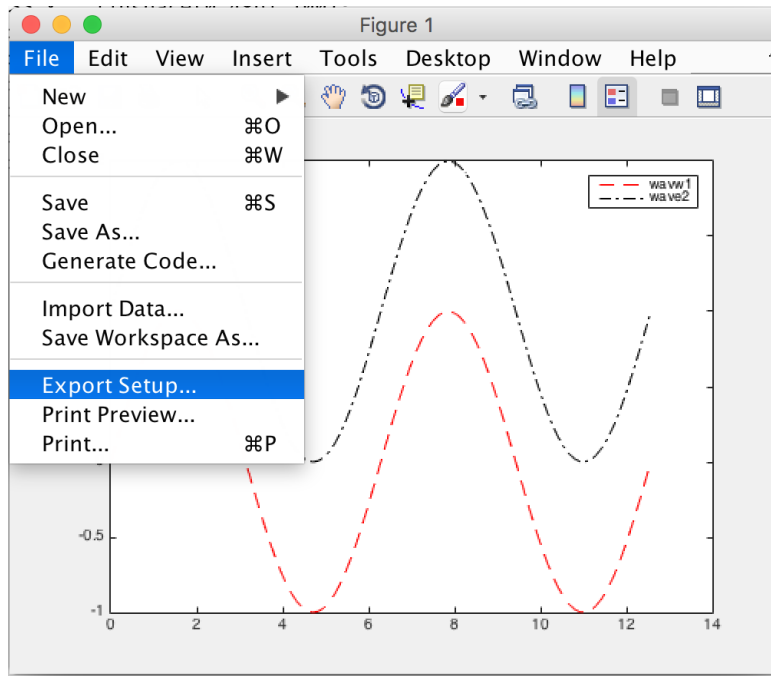 Figure 1
File Edit View Insert Tools Desktop Window Help
New
Open... ⌘O
Close ⌘W
Save ⌘S
Save As...
Generate Code...
Import Data...
Save Workspace As...
Export Setup...
Print Preview...
Print... ⌘P
wavw1
wave2
-0.5
-1
0 2 4 6 8 10 12 14